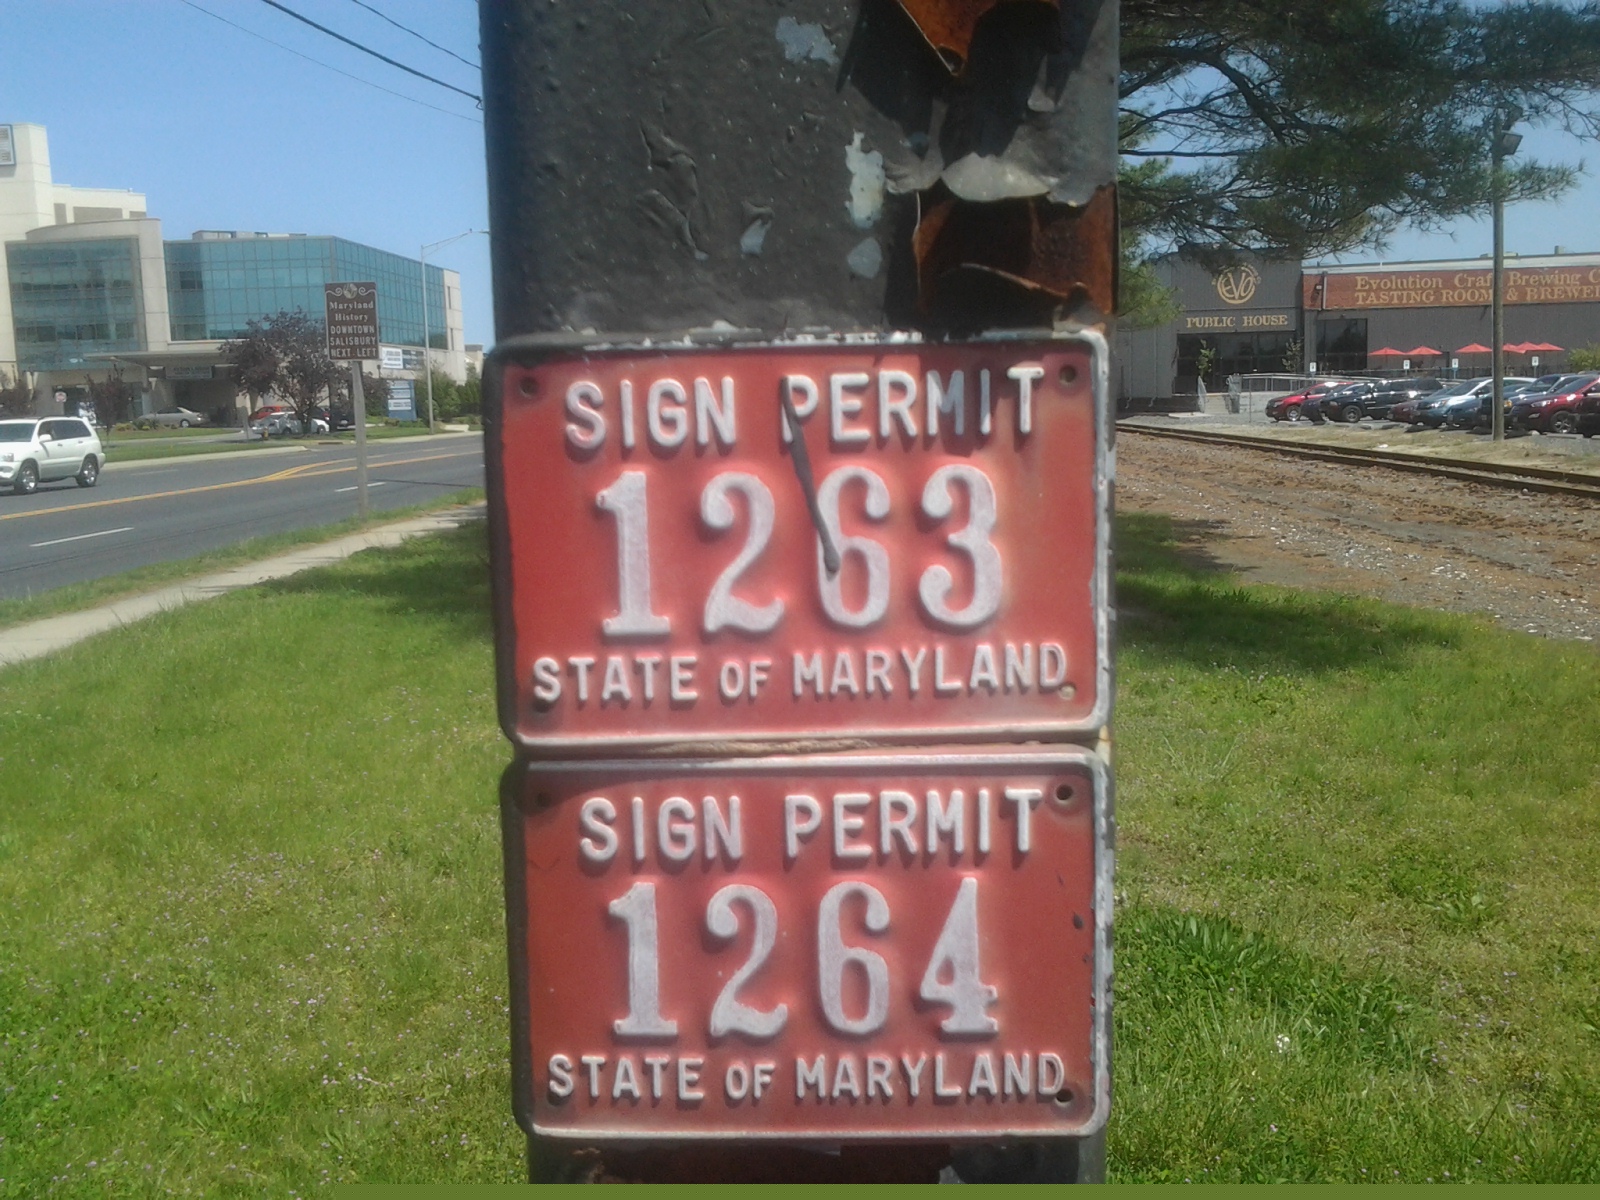 Maryland
History
DOWNTOWN
SALISBURY
NEXT LEFT
SIGN PERMIT
1263
STATE OF MARYLAND
SIGN PERMIT
1264
STATE OF MARYLAND
EVO
PUBLIC HOUSE
Evolution Craft Brewing
TASTING ROOM &